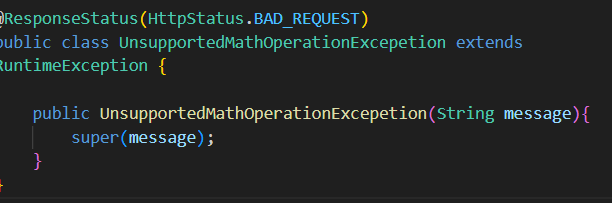 @ResponseStatus(HttpStatus.BAD_REQUEST)
public class UnsupportedMathOperationExcepetion extends
RuntimeException {
public UnsupportedMathOperationExcepetion(String message){
super(message);
}
}